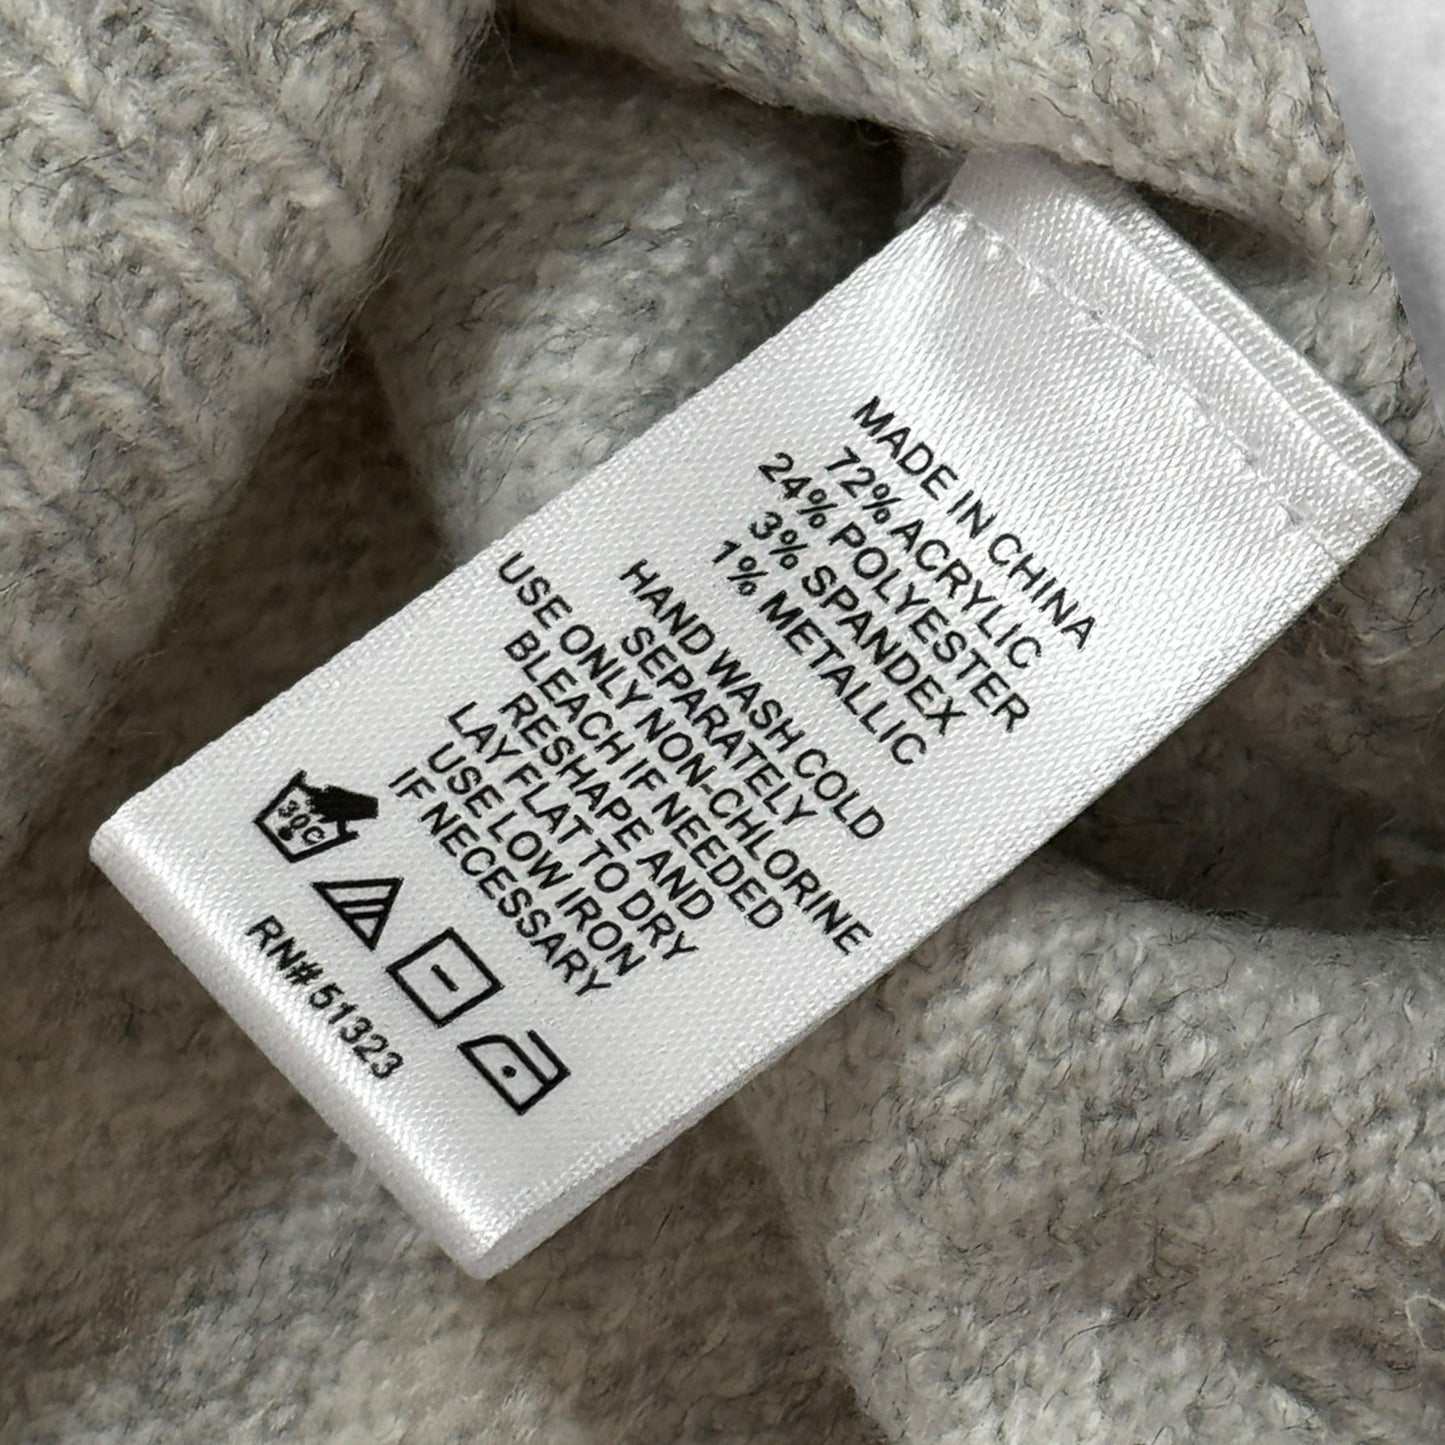 MADE IN CHINA
72% ACRYLIC
24% POLYESTER
3% SPANDEX
1% METALLIC
HAND WASH COLD
SEPARATELY
USE ONLY NON-CHLORINE
BLEACH IF NEEDED
RESHAPE AND
LAY FLAT TO DRY
USE LOW IRON
IF NECESSARY
30C
RN# 51323